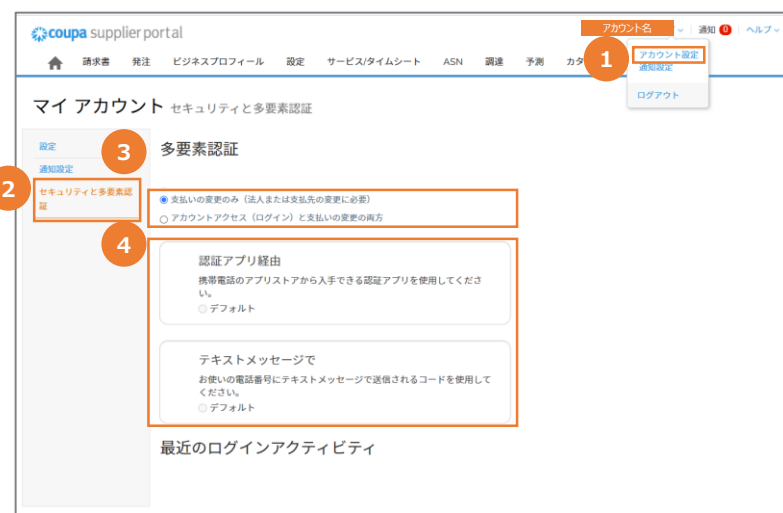 coupa supplier portal
アカウント名 通知 0 ヘルプ
請求書 発注 ビジネスプロフィール 設定 サービス/タイムシート ASN 調達 予測 カタ
1
アカウント設定
通知設定
ログアウト
マイ アカウント セキュリティと多要素認証
設定
3
多要素認証
通知設定
2
セキュリティと多要素認
証
支払いの変更のみ（法人または支払先の変更に必要）
アカウントアクセス（ログイン）と支払いの変更の両方
4
認証アプリ経由
携帯電話のアプリストアから入手できる認証アプリを使用してくださ
い。
デフォルト
テキストメッセージで
お使いの電話番号にテキストメッセージで送信されるコードを使用して
ください。
デフォルト
最近のログインアクティビティ